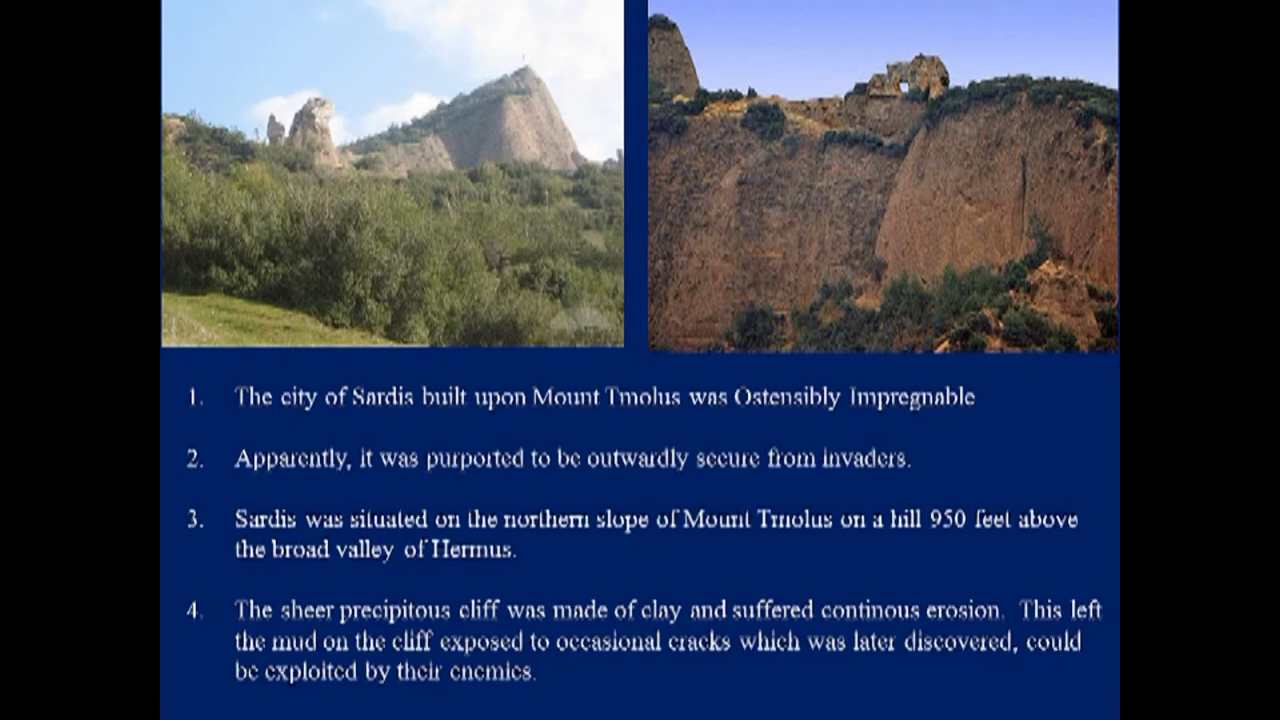 1. The city of Sardis built upon Mount Tmolus was Ostensibly Impregnable
2. Apparently, it was purported to be outwardly secure from invaders.
3. Sardis was situated on the northern slope of Mount Tmolus on a hill 950 feet above
the broad valley of Hermus.
4. The sheer precipitous cliff was made of clay and suffered continous erosion. This left
the mud on the cliff exposed to occasional cracks which was later discovered, could
be exploited by their enemies.